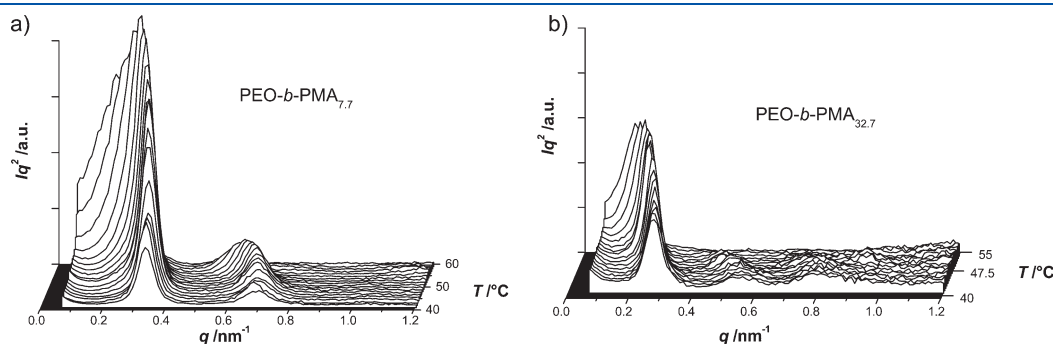 a)
PEO-b-PMA7.7
Iq² /a.u.
60
50
40
T /°C
0.0 0.2 0.4 0.6 0.8 1.0 1.2
q /nm⁻¹
b)
PEO-b-PMA32.7
Iq² /a.u.
55
47.5
40
T /°C
0.0 0.2 0.4 0.6 0.8 1.0 1.2
q /nm⁻¹